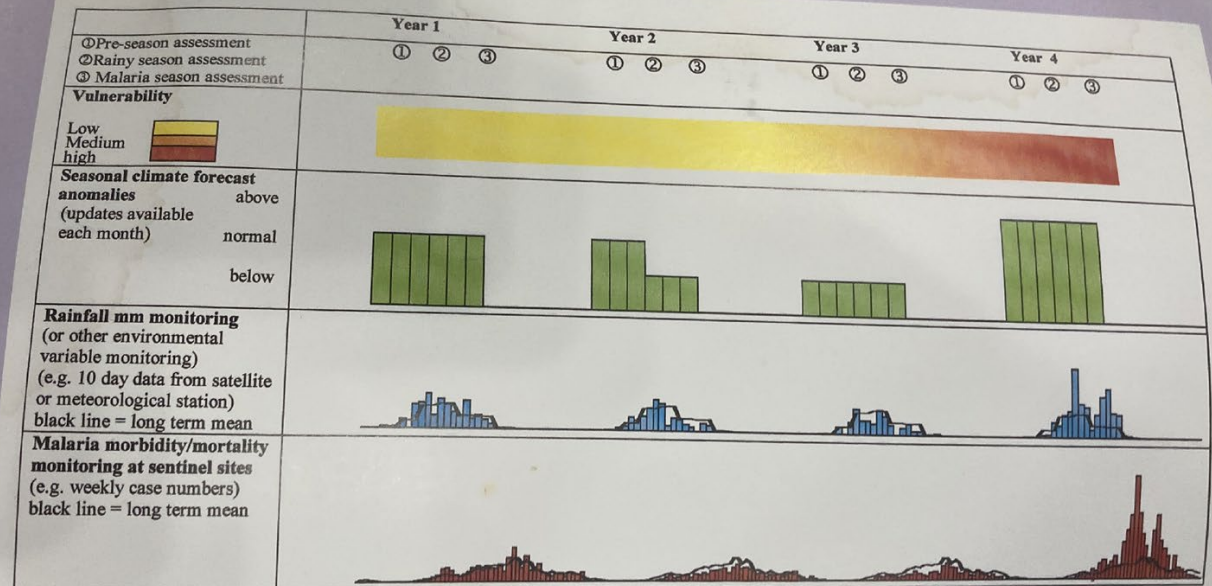 Year 1
Year 2
Year 3
Year 4
①Pre-season assessment
②Rainy season assessment
③ Malaria season assessment
① ② ③
① ② ③
① ② ③
① ② ③
Vulnerability
Low
Medium
high
Seasonal climate forecast
anomalies above
(updates available
each month) normal
below
Rainfall mm monitoring
(or other environmental
variable monitoring)
(e.g. 10 day data from satellite
or meteorological station)
black line = long term mean
Malaria morbidity/mortality
monitoring at sentinel sites
(e.g. weekly case numbers)
black line = long term mean